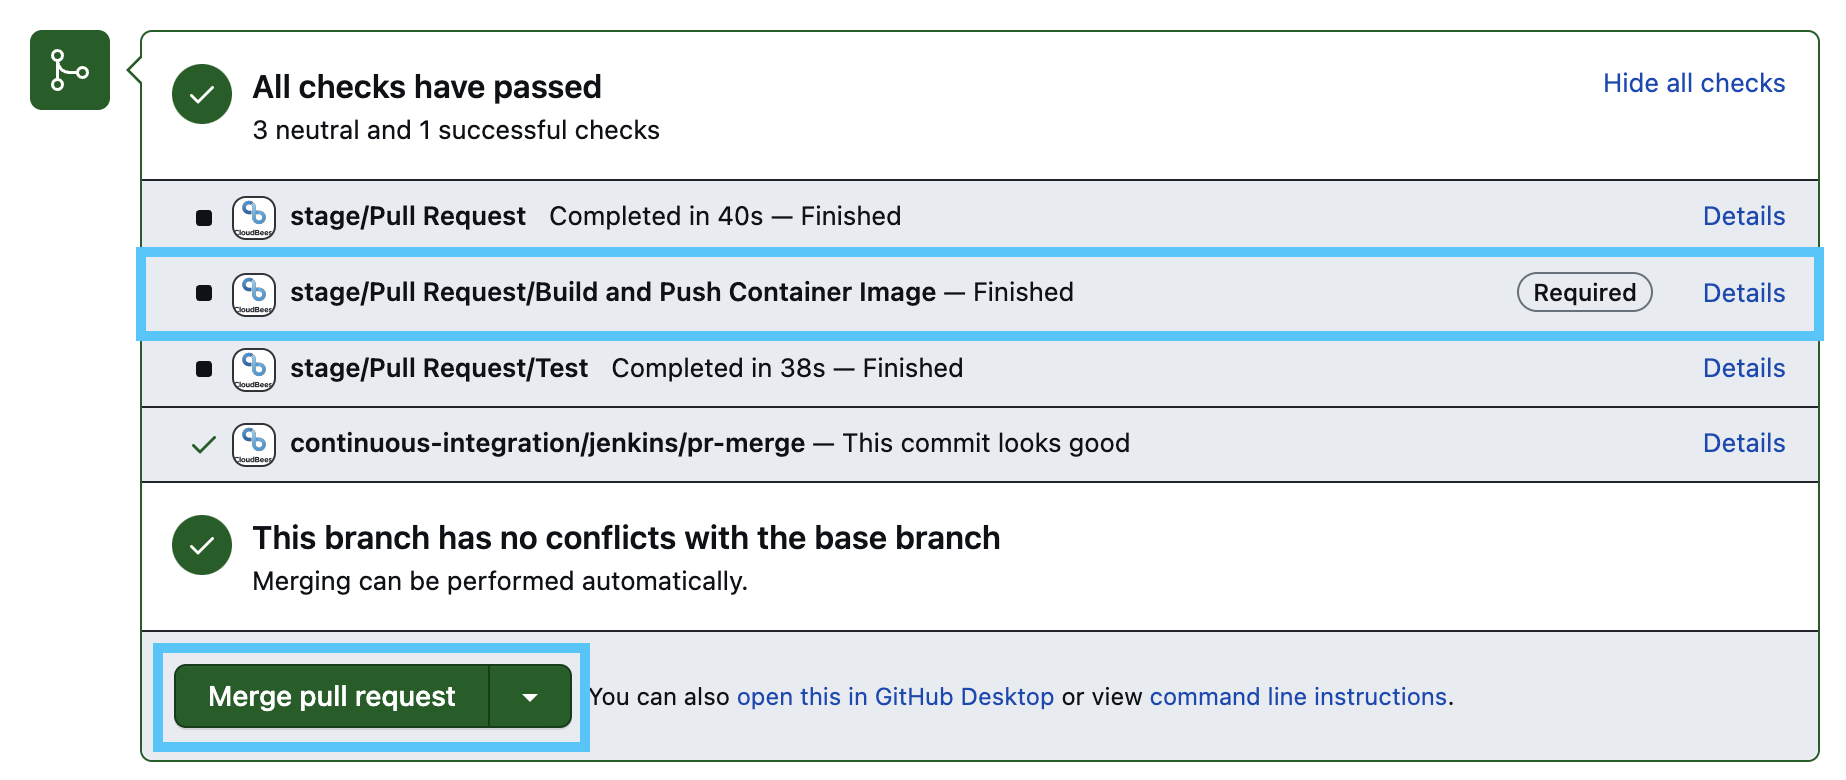 All checks have passed
Hide all checks
3 neutral and 1 successful checks
CloudBees stage/Pull Request Completed in 40s — Finished Details
CloudBees stage/Pull Request/Build and Push Container Image — Finished Required Details
CloudBees stage/Pull Request/Test Completed in 38s — Finished Details
CloudBees continuous-integration/jenkins/pr-merge — This commit looks good Details
This branch has no conflicts with the base branch
Merging can be performed automatically.
Merge pull request You can also open this in GitHub Desktop or view command line instructions.